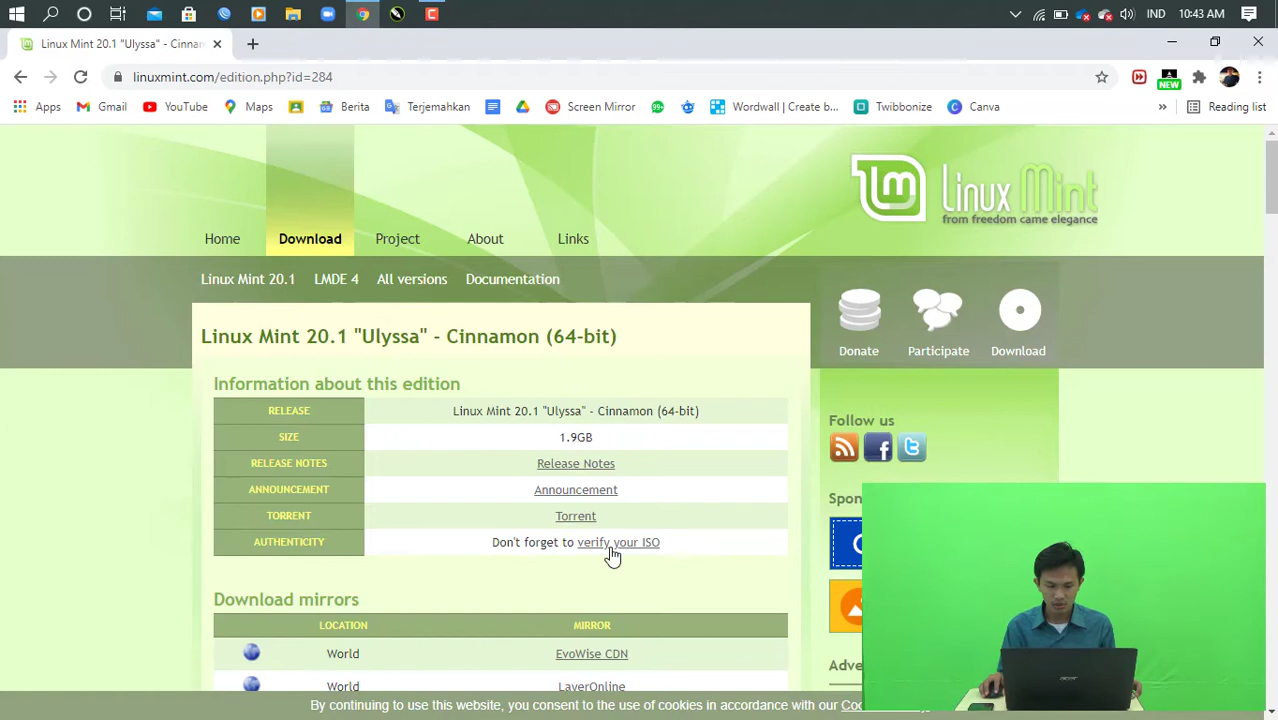 IND 10:43 AM
Linux Mint 20.1 "Ulyssa" - Cinnam
linuxmint.com/edition.php?id=284
NEW
Apps Gmail YouTube Maps Berita Terjemahkan Screen Mirror Wordwall | Create b... Twibbonize Canva » Reading list
Linux Mint
from freedom came elegance
Home Download Project About Links
Linux Mint 20.1 LMDE 4 All versions Documentation
Donate Participate Download
Linux Mint 20.1 "Ulyssa" - Cinnamon (64-bit)
Information about this edition
RELEASE Linux Mint 20.1 "Ulyssa" - Cinnamon (64-bit)
SIZE 1.9GB
RELEASE NOTES Release Notes
ANNOUNCEMENT Announcement
TORRENT Torrent
AUTHENTICITY Don't forget to verify your ISO
Follow us
Spon
Download mirrors
LOCATION MIRROR
World EvoWise CDN
World LayerOnline
Adve
By continuing to use this website, you consent to the use of cookies in accordance with our Coo
acer